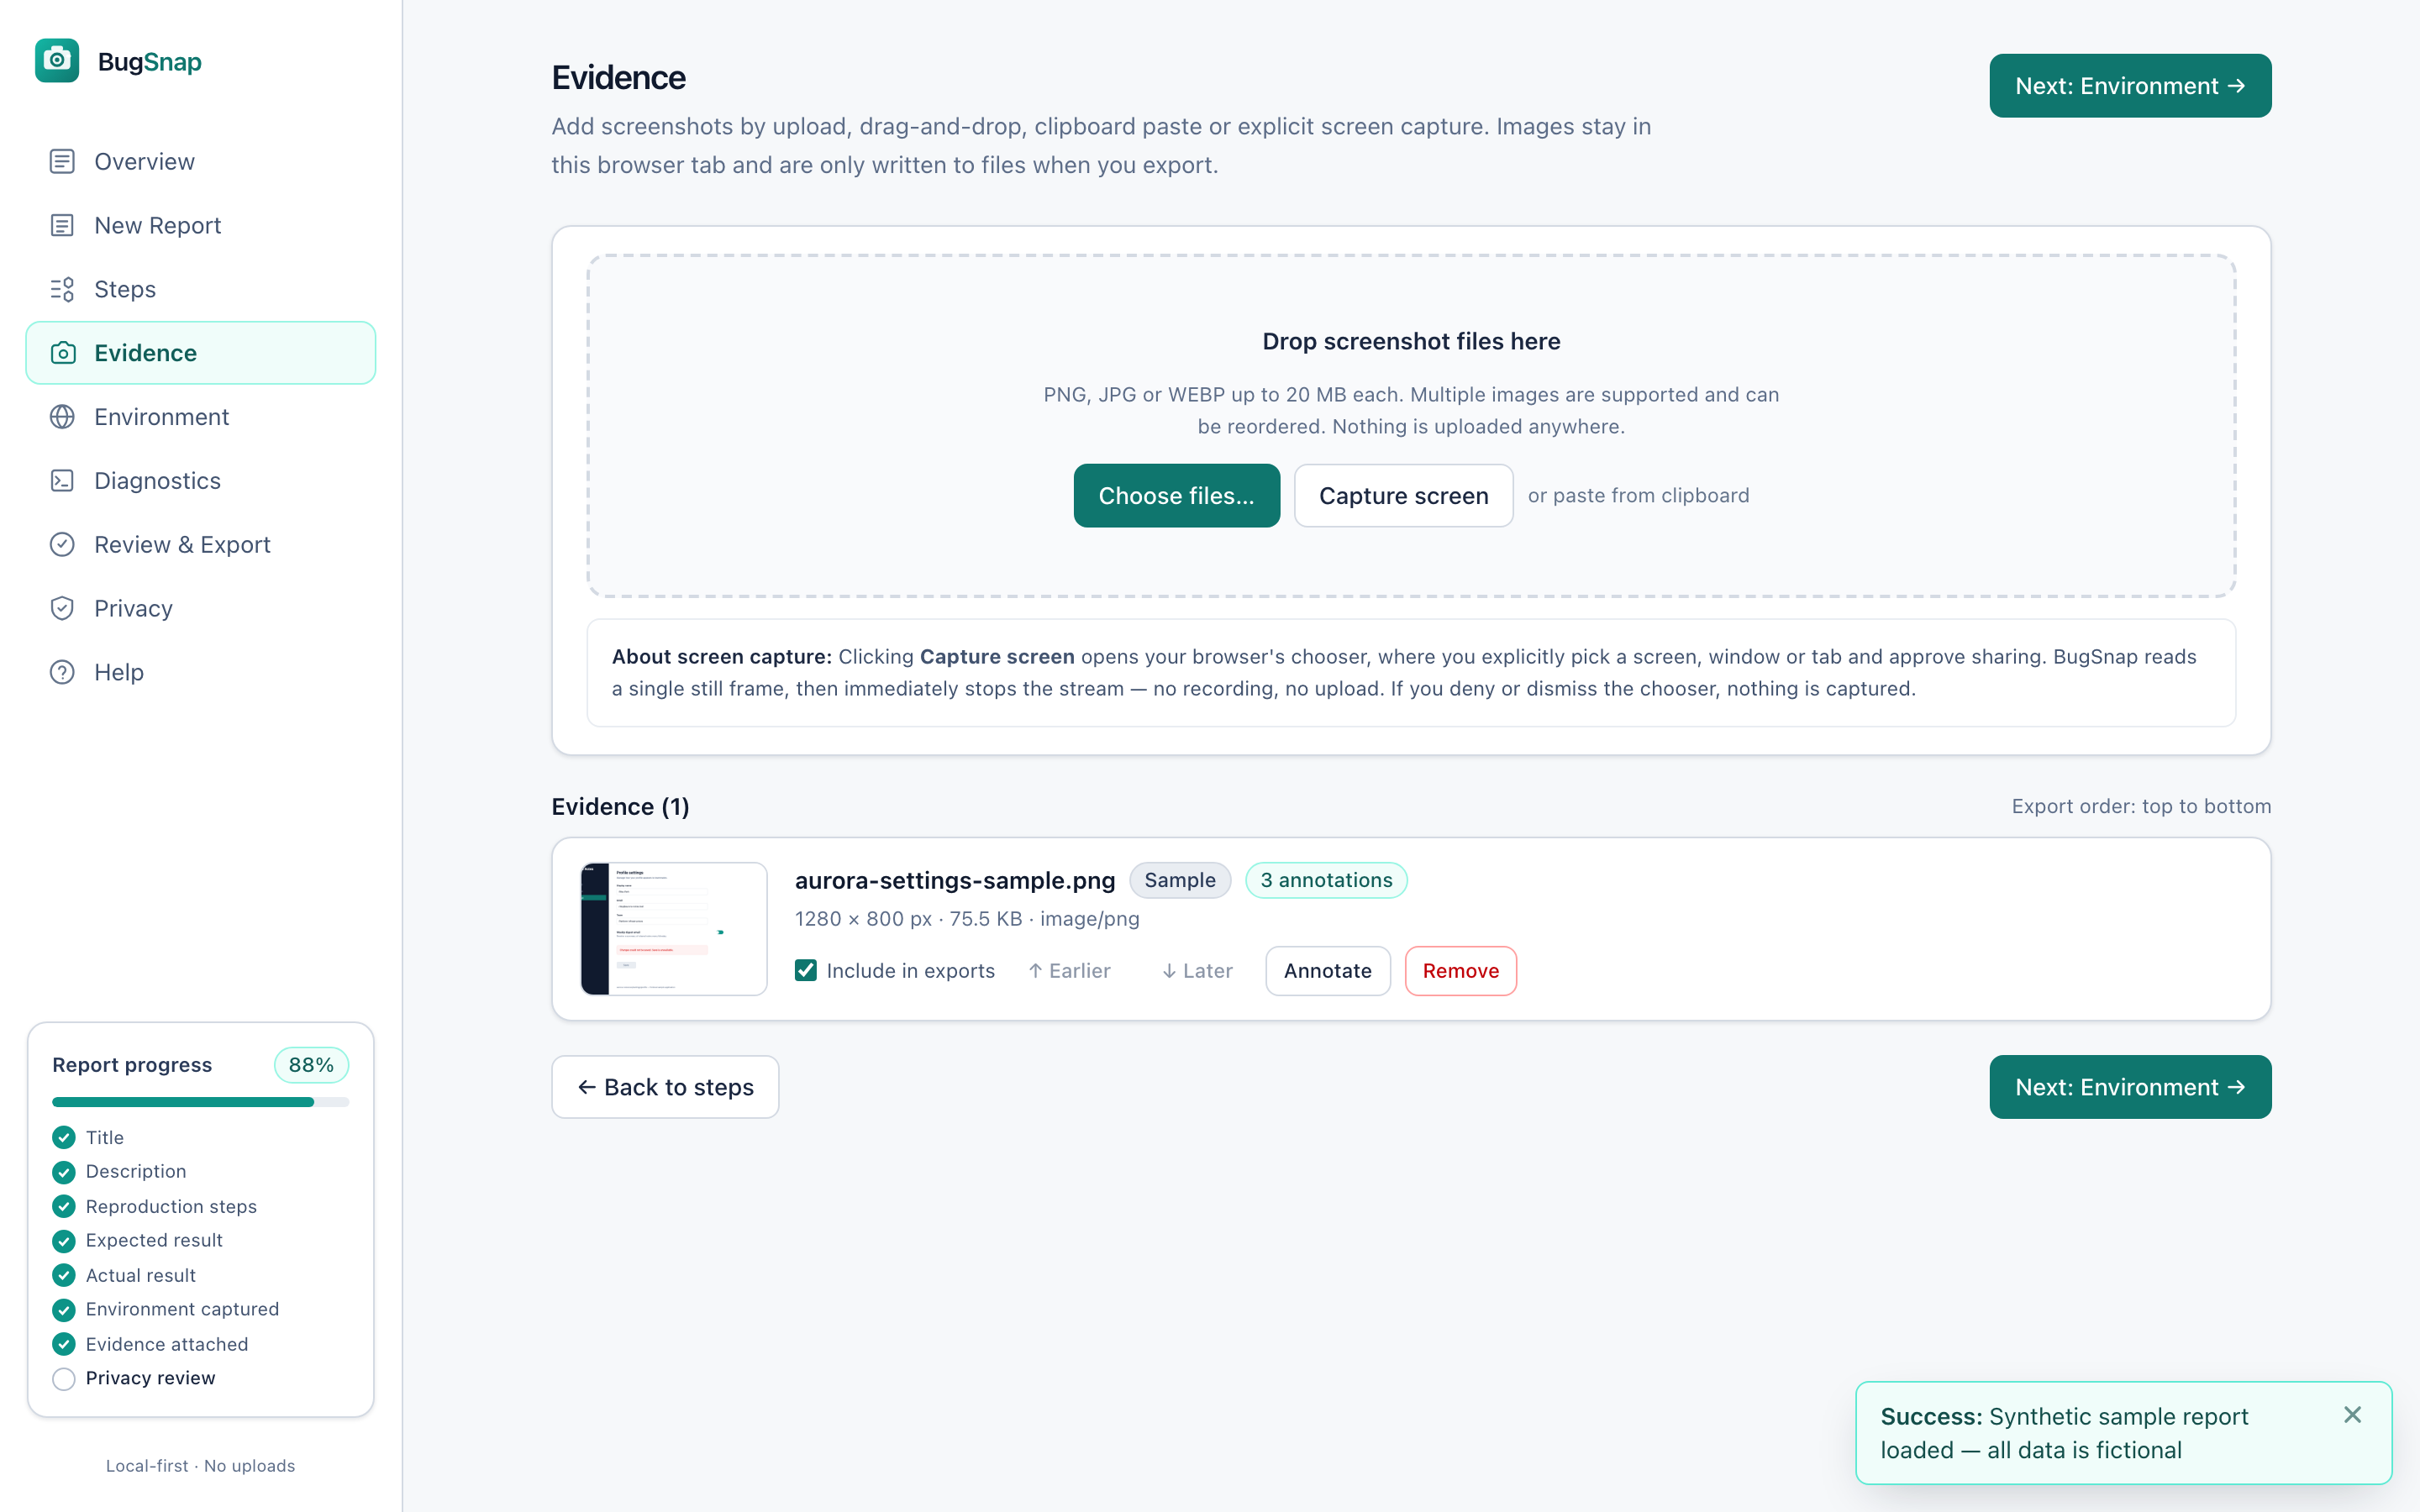 BugSnap
Overview
New Report
Steps
Evidence
Environment
Diagnostics
Review & Export
Privacy
Help
Report progress 88%
Title
Description
Reproduction steps
Expected result
Actual result
Environment captured
Evidence attached
Privacy review
Local-first · No uploads
Evidence
Add screenshots by upload, drag-and-drop, clipboard paste or explicit screen capture. Images stay in
this browser tab and are only written to files when you export.
Next: Environment →
Drop screenshot files here
PNG, JPG or WEBP up to 20 MB each. Multiple images are supported and can
be reordered. Nothing is uploaded anywhere.
Choose files... Capture screen or paste from clipboard
About screen capture: Clicking Capture screen opens your browser's chooser, where you explicitly pick a screen, window or tab and approve sharing. BugSnap reads
a single still frame, then immediately stops the stream — no recording, no upload. If you deny or dismiss the chooser, nothing is captured.
Evidence (1) Export order: top to bottom
Profile settings
aurora-settings-sample.png Sample 3 annotations
1280 × 800 px · 75.5 KB · image/png
Include in exports ↑ Earlier ↓ Later Annotate Remove
← Back to steps Next: Environment →
Success: Synthetic sample report
loaded — all data is fictional